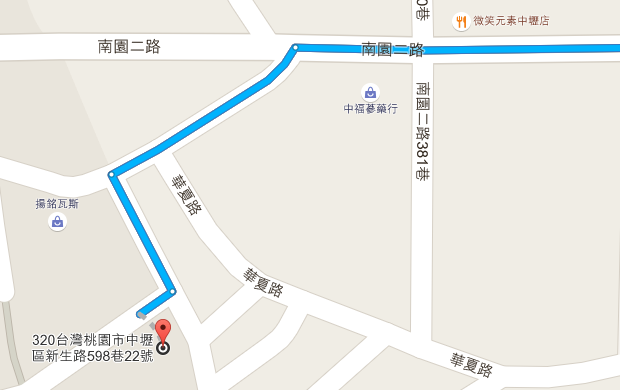 0巷
微笑元素中壢店
南園二路
南園二路
中福蔘藥行
南園二路381巷
華夏路
揚銘瓦斯
華夏路
320台灣桃園市中壢
區新生路598巷22號
華夏路